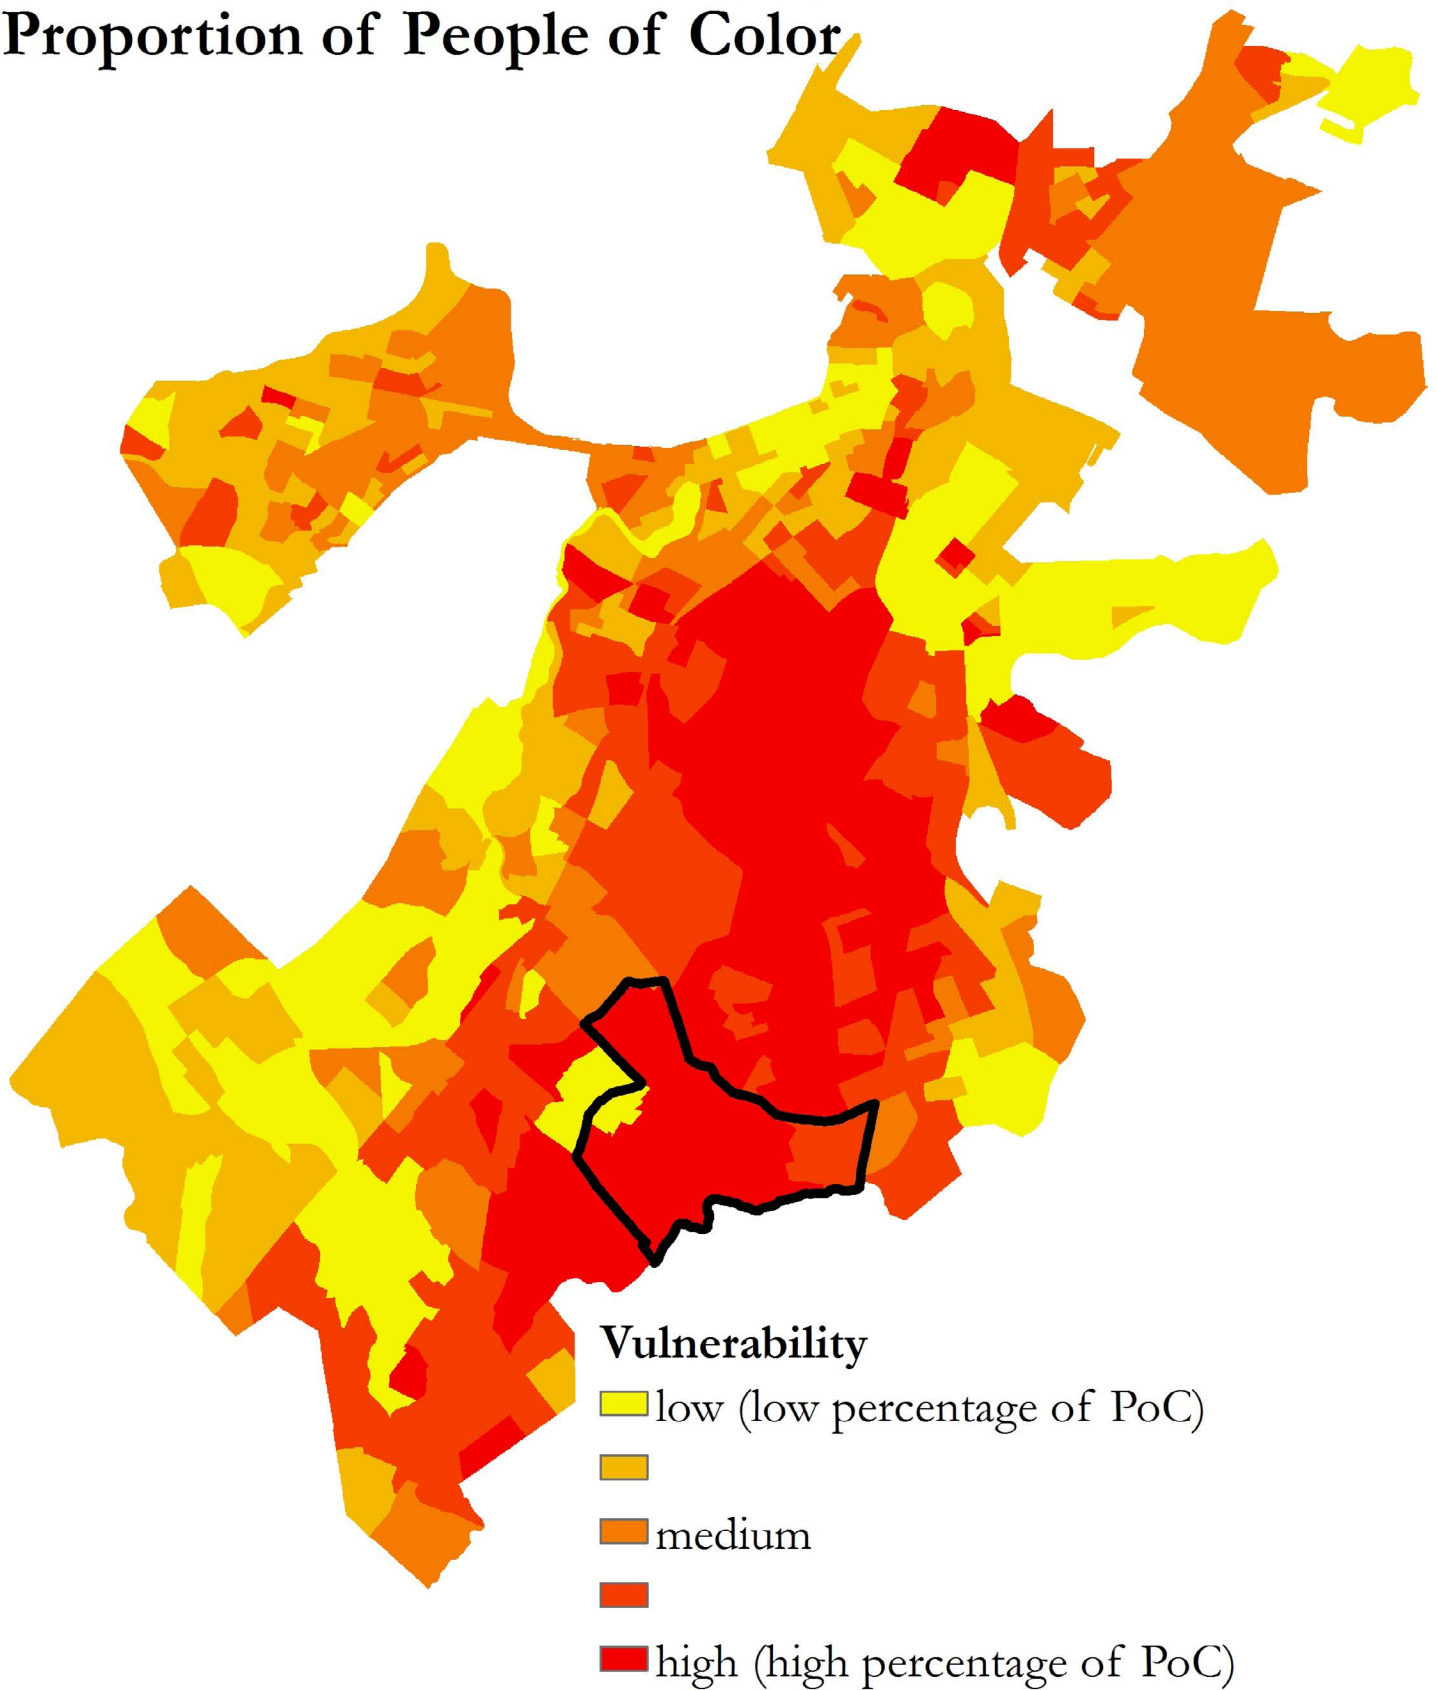 Proportion of People of Color
Vulnerability
low (low percentage of PoC)
medium
high (high percentage of PoC)